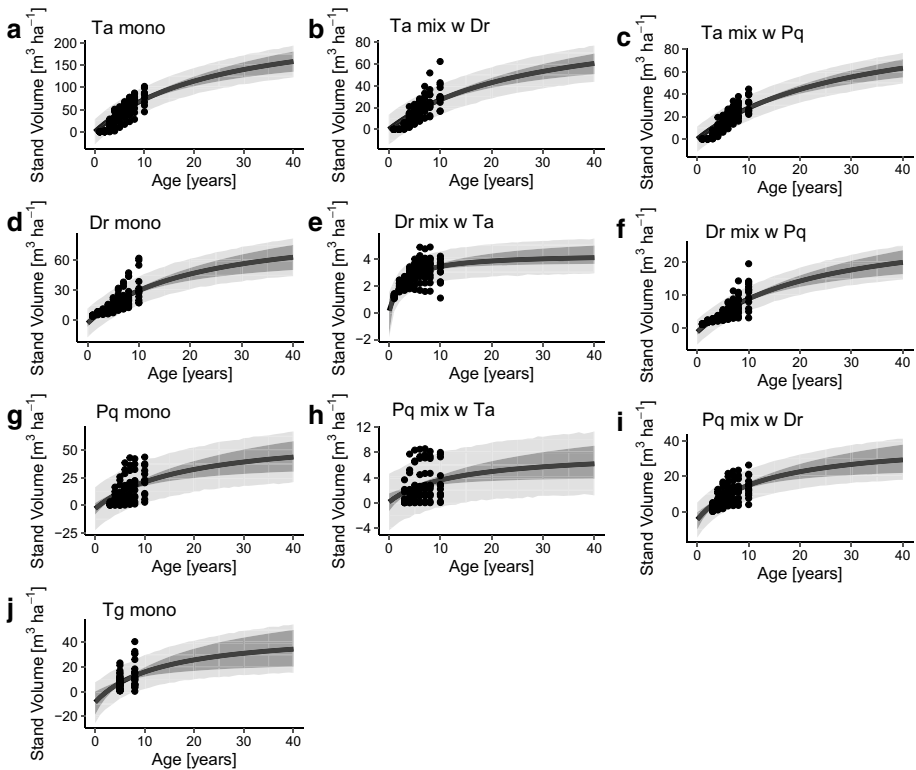 a Ta mono
Stand Volume [m³ ha⁻¹]
200
150
100
50
0
0 10 20 30 40
Age [years]
b Ta mix w Dr
Stand Volume [m³ ha⁻¹]
60
40
20
0
0 10 20 30 40
Age [years]
c Ta mix w Pq
Stand Volume [m³ ha⁻¹]
80
60
40
20
0
0 10 20 30 40
Age [years]
d Dr mono
Stand Volume [m³ ha⁻¹]
60
30
0
0 10 20 30 40
Age [years]
e Dr mix w Ta
Stand Volume [m³ ha⁻¹]
4
2
0
−2
0 10 20 30 40
Age [years]
f Dr mix w Pq
Stand Volume [m³ ha⁻¹]
20
10
0
0 10 20 30 40
Age [years]
g Pq mono
Stand Volume [m³ ha⁻¹]
50
25
0
−25
0 10 20 30 40
Age [years]
h Pq mix w Ta
Stand Volume [m³ ha⁻¹]
12
8
4
0
−4
0 10 20 30 40
Age [years]
i Pq mix w Dr
Stand Volume [m³ ha⁻¹]
40
20
0
0 10 20 30 40
Age [years]
j Tg mono
Stand Volume [m³ ha⁻¹]
40
20
0
−20
0 10 20 30 40
Age [years]